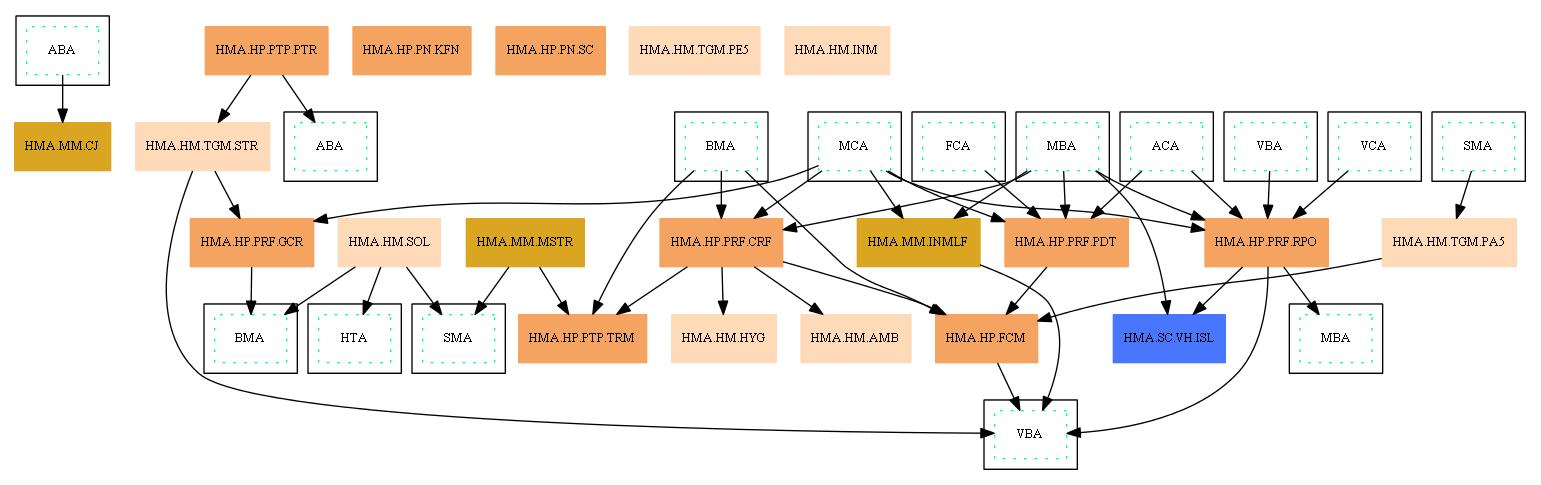 ABA
HMA.HP.PTP.PTR
HMA.HP.PN.KFN
HMA.HP.PN.SC
HMA.HM.TGM.PE5
HMA.HM.INM
HMA.MM.CJ
HMA.HM.TGM.STR
ABA
BMA
MCA
FCA
MBA
ACA
VBA
VCA
SMA
HMA.HP.PRF.GCR
HMA.HM.SOL
HMA.MM.MSTR
HMA.HP.PRF.CRF
HMA.MM.INMLF
HMA.HP.PRF.PDT
HMA.HP.PRF.RPO
HMA.HM.TGM.PA5
BMA
HTA
SMA
HMA.HP.PTP.TRM
HMA.HM.HYG
HMA.HM.AMB
HMA.HP.FCM
HMA.SC.VH.ISL
MBA
VBA